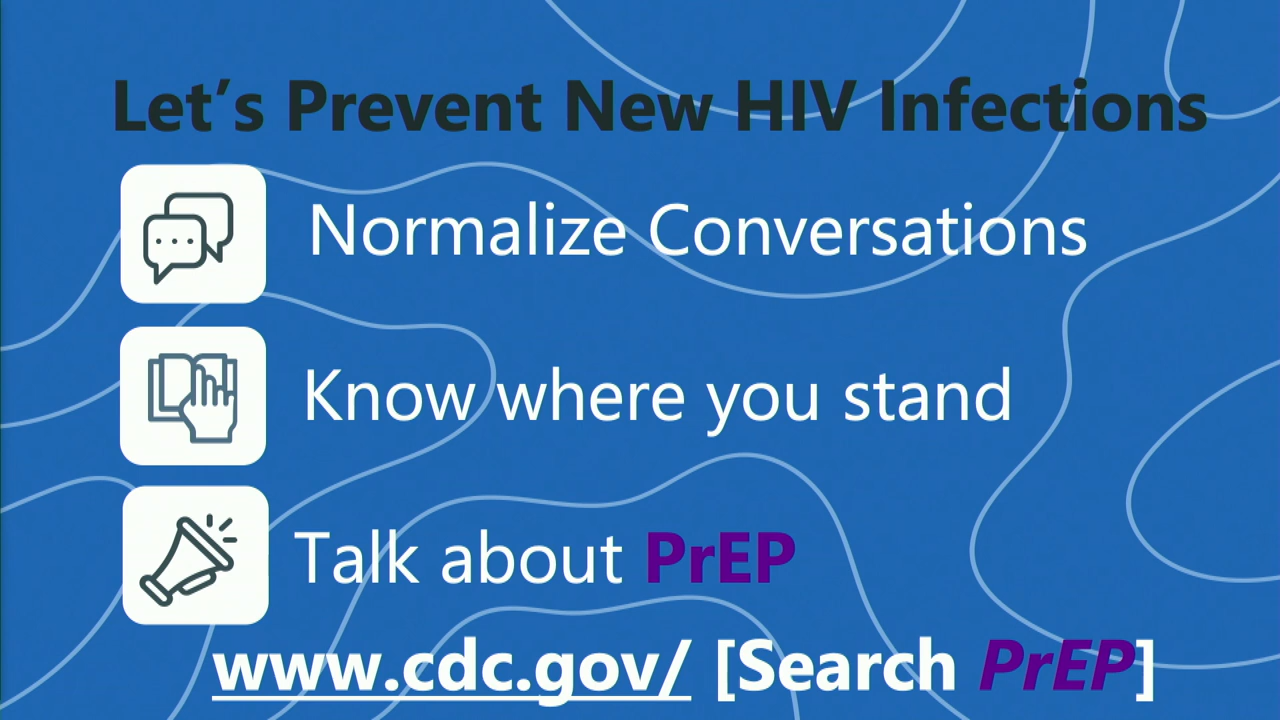 Let’s Prevent New HIV Infections
Normalize Conversations
Know where you stand
Talk about PrEP
www.cdc.gov/ [Search PrEP]